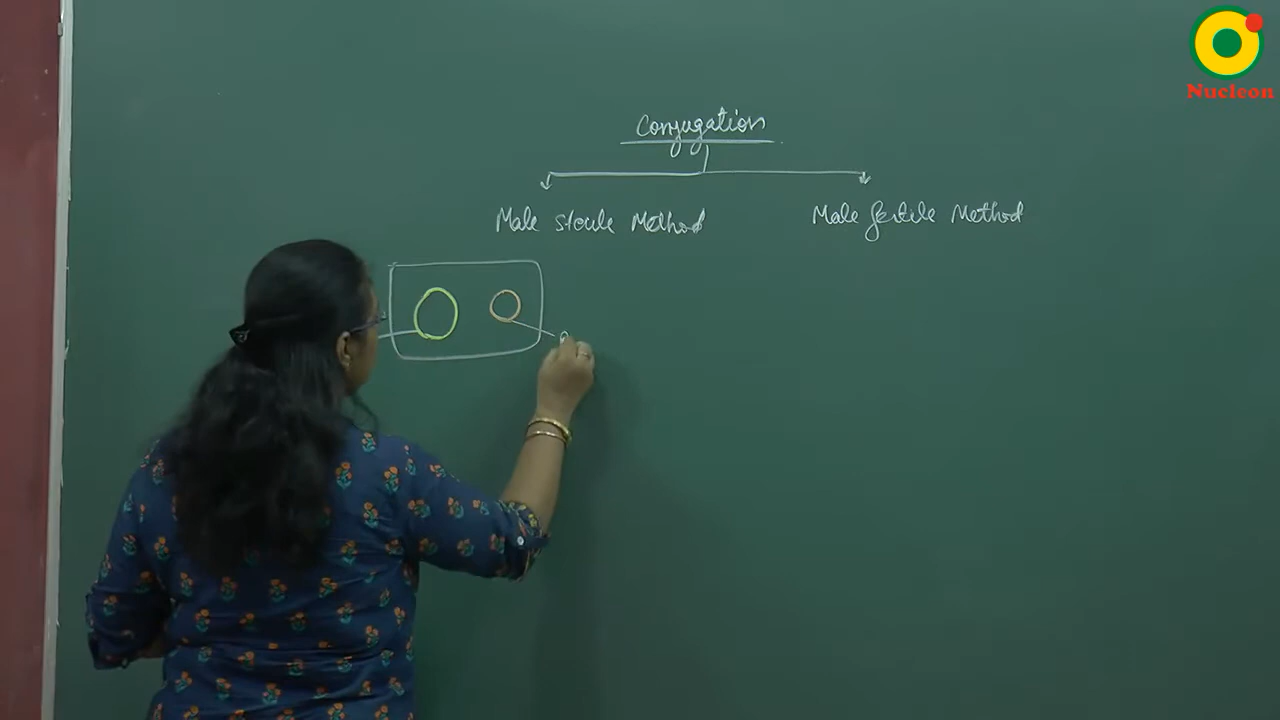 Nucleon
Conjugation
Male sterile Method
Male fertile Method